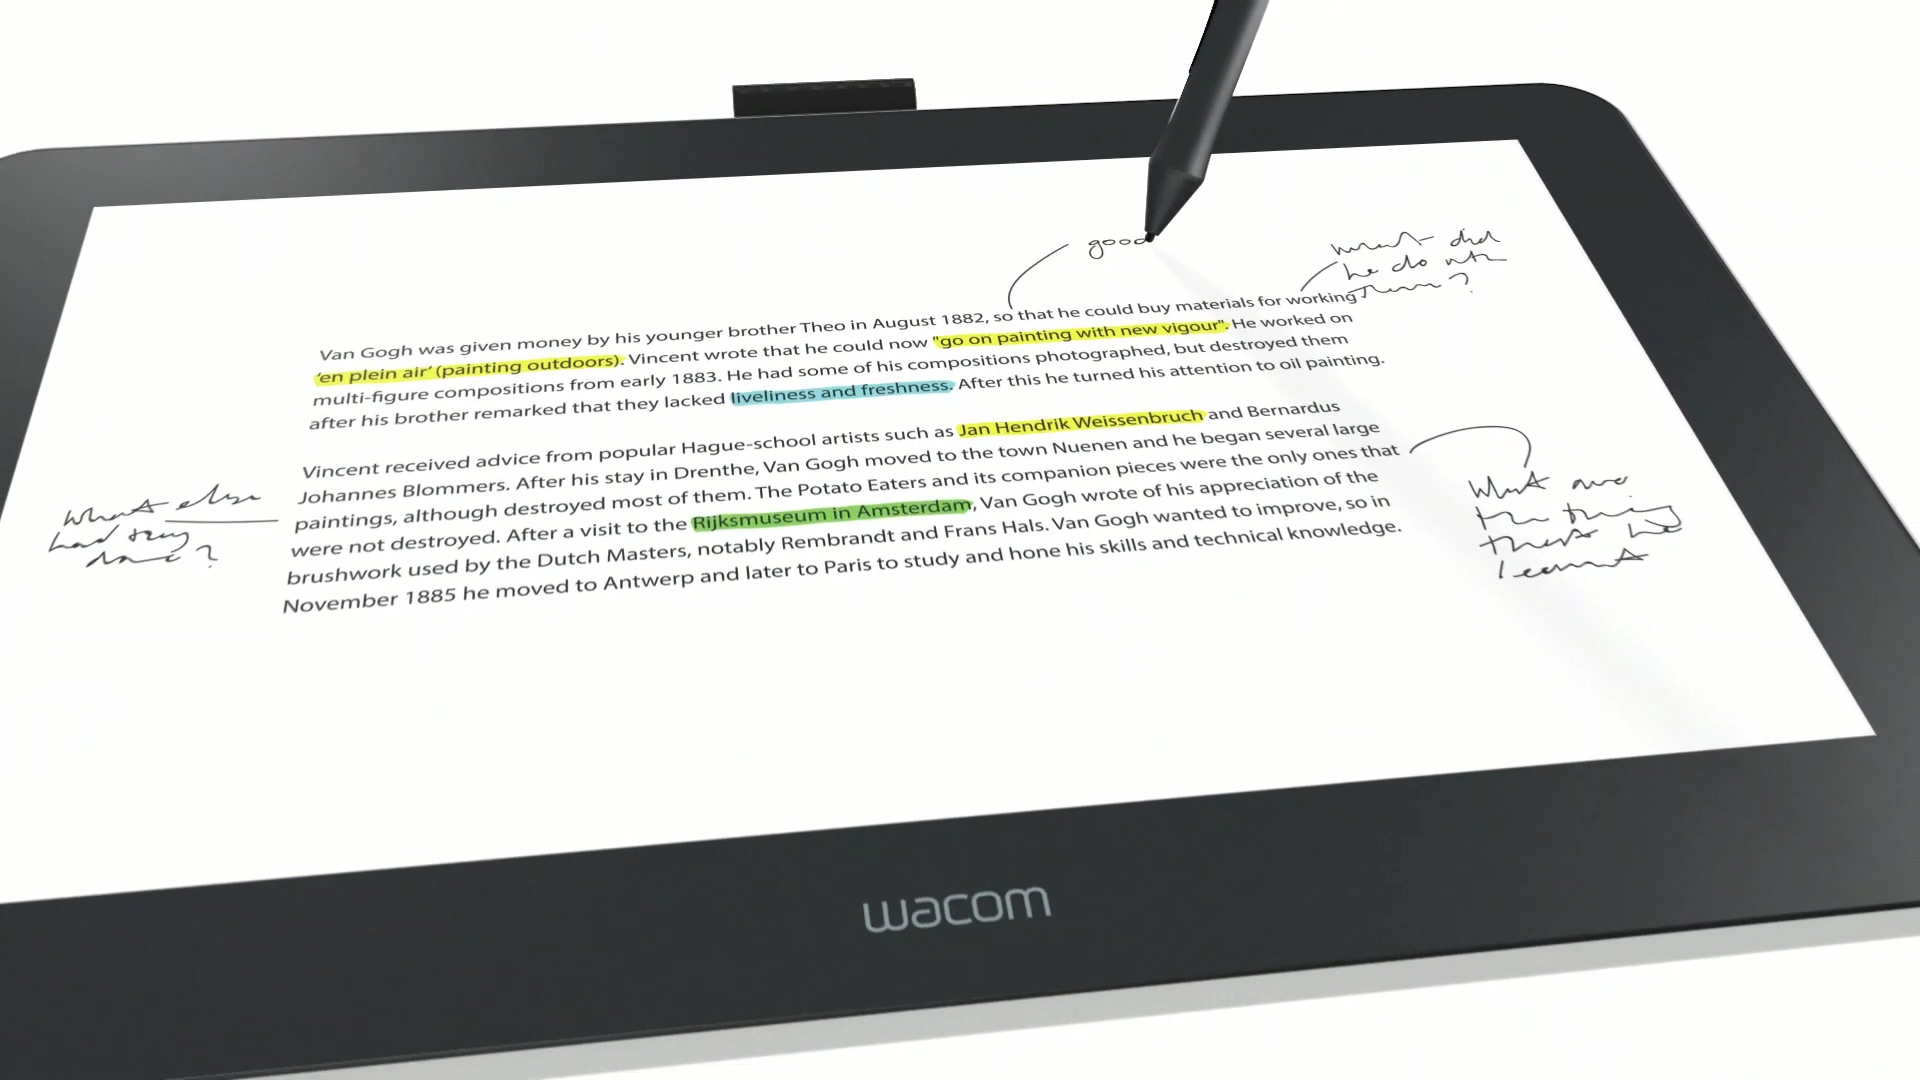 good
what did
he do with
them?
Van Gogh was given money by his younger brother Theo in August 1882, so that he could buy materials for working
'en plein air' (painting outdoors). Vincent wrote that he could now "go on painting with new vigour". He worked on
multi-figure compositions from early 1883. He had some of his compositions photographed, but destroyed them
after his brother remarked that they lacked liveliness and freshness. After this he turned his attention to oil painting.
Vincent received advice from popular Hague-school artists such as Jan Hendrik Weissenbruch and Bernardus
Johannes Blommers. After his stay in Drenthe, Van Gogh moved to the town Nuenen and he began several large
paintings, although destroyed most of them. The Potato Eaters and its companion pieces were the only ones that
were not destroyed. After a visit to the Rijksmuseum in Amsterdam, Van Gogh wrote of his appreciation of the
brushwork used by the Dutch Masters, notably Rembrandt and Frans Hals. Van Gogh wanted to improve, so in
November 1885 he moved to Antwerp and later to Paris to study and hone his skills and technical knowledge.
What else
had they
done?
What are
the things
that he
learnt
wacom